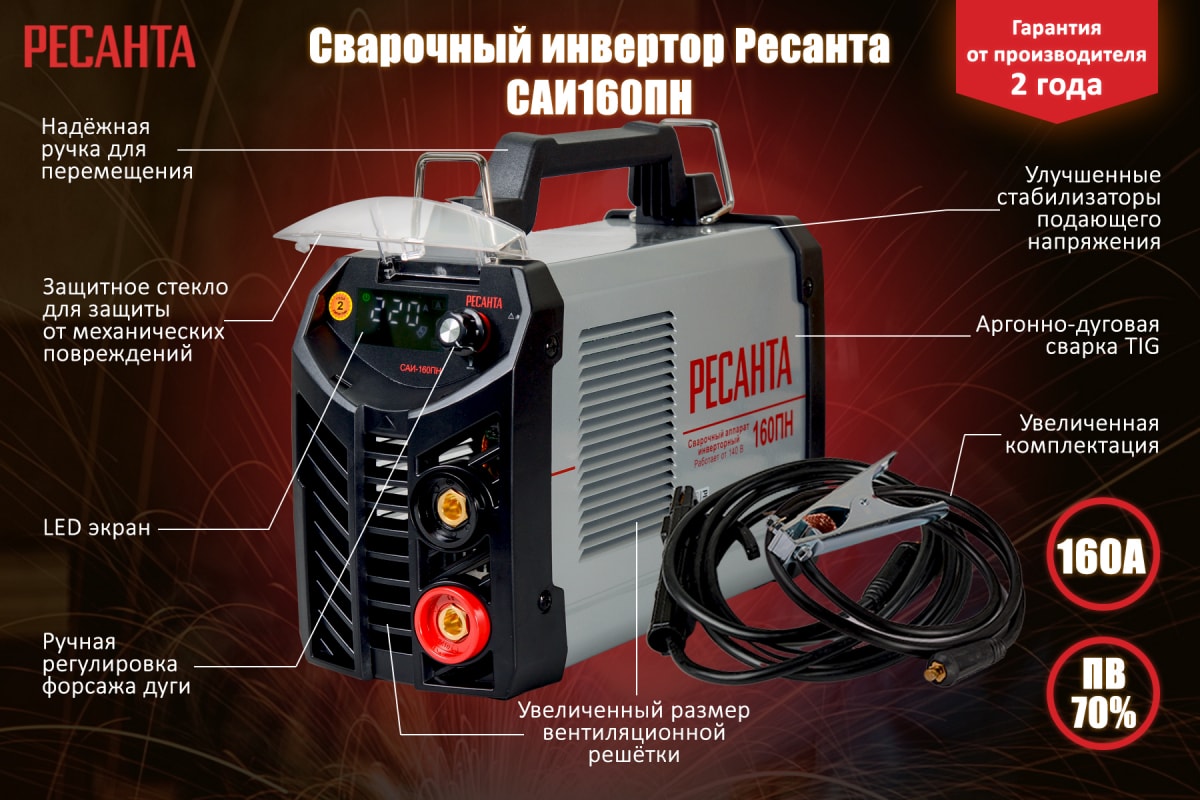 РЕСАНТА
Сварочный инвертор Ресанта
САИ160ПН
Гарантия
от производителя
2 года
Надёжная
ручка для
перемещения
Улучшенные
стабилизаторы
подающего
напряжения
Защитное стекло
для защиты
от механических
повреждений
2
220
РЕСАНТА
САИ-160ПН
Аргонно-дуговая
сварка TIG
РЕСАНТА
Сварочный аппарат
инверторный
160ПН
Работает от 140 В
Увеличенная
комплектация
LED экран
160А
Ручная
регулировка
форсажа дуги
ПВ
70%
Увеличенный размер
вентиляционной
решётки